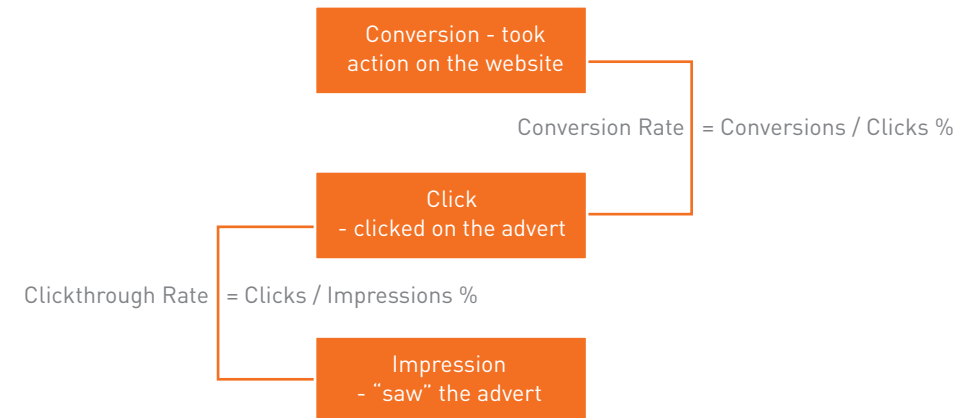 Conversion - took
action on the website
Conversion Rate = Conversions / Clicks %
Click
- clicked on the advert
Clickthrough Rate = Clicks / Impressions %
Impression
- “saw” the advert